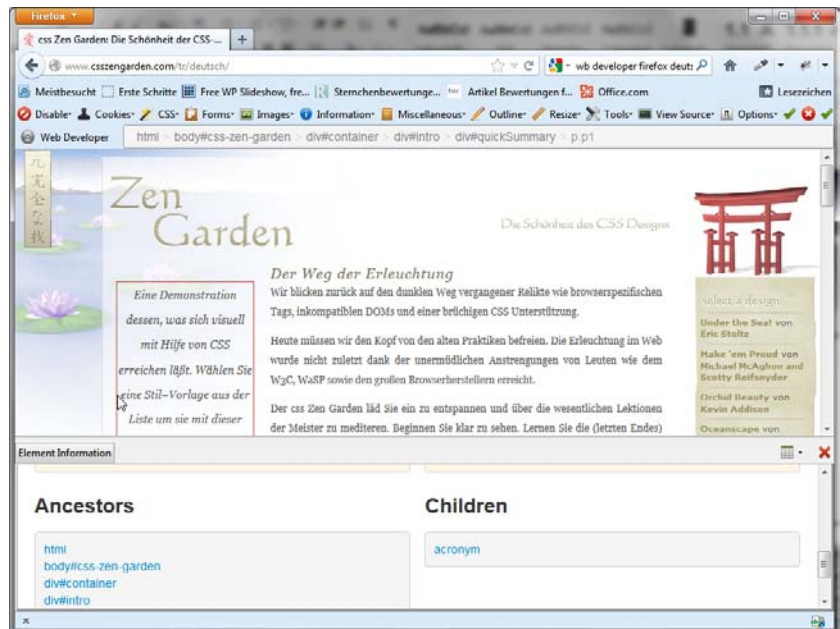 Firefox
css Zen Garden: Die Schönheit der CSS-... +
www.csszengarden.com/tr/deutsch/
wb developer firefox deuts
Meistbesucht Erste Schritte Free WP Slideshow, fre... Sternchenbewertunge... Artikel Bewertungen f... Office.com Lesezeichen
Disable Cookies CSS Forms Images Information Miscellaneous Outline Resize Tools View Source Options
Web Developer html > body#css-zen-garden > div#container > div#intro > div#quickSummary > p.p1
Zen
Garden
Die Schönheit des CSS Designs
Eine Demonstration
dessen, was sich visuell
mit Hilfe von CSS
erreichen läßt. Wählen Sie
eine Stil-Vorlage aus der
Liste um sie mit dieser
Der Weg der Erleuchtung
Wir blicken zurück auf den dunklen Weg vergangener Relikte wie browserspezifischen
Tags, inkompatiblen DOMs und einer brüchigen CSS Unterstützung.
Heute müssen wir den Kopf von den alten Praktiken befreien. Die Erleuchtung im Web
wurde nicht zuletzt dank der unermüdlichen Anstrengungen von Leuten wie dem
W3C, WaSP sowie den großen Browserherstellern erreicht.
Der css Zen Garden läd Sie ein zu entspannen und über die wesentlichen Lektionen
der Meister zu mediteren. Beginnen Sie klar zu sehen. Lernen Sie die (letzten Endes)
select a design
Under the Sea! von
Eric Stoltz
Make 'em Proud von
Michael McAghon and
Scotty Reifsnyder
Orchid Beauty von
Kevin Addison
Oceanscape von
Element Information
Ancestors
html
body#css-zen-garden
div#container
div#intro
Children
acronym